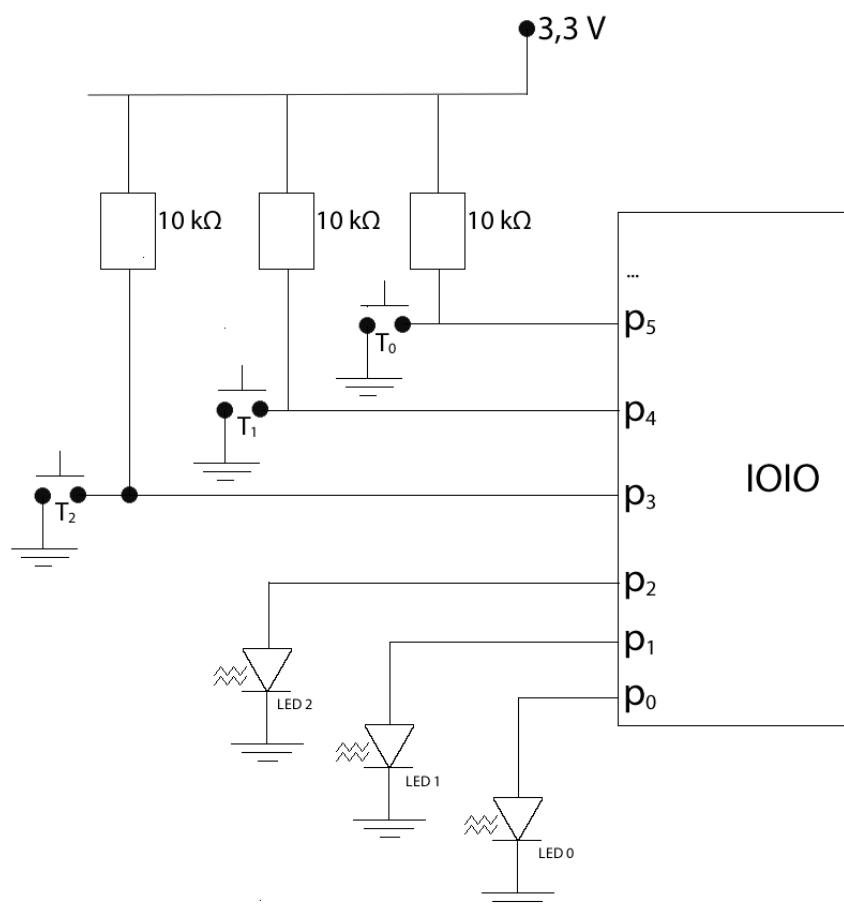 3,3 V
10 kΩ
10 kΩ
10 kΩ
...
p₅
T₀
p₄
T₁
IOIO
p₃
T₂
p₂
p₁
p₀
LED 2
LED 1
LED 0